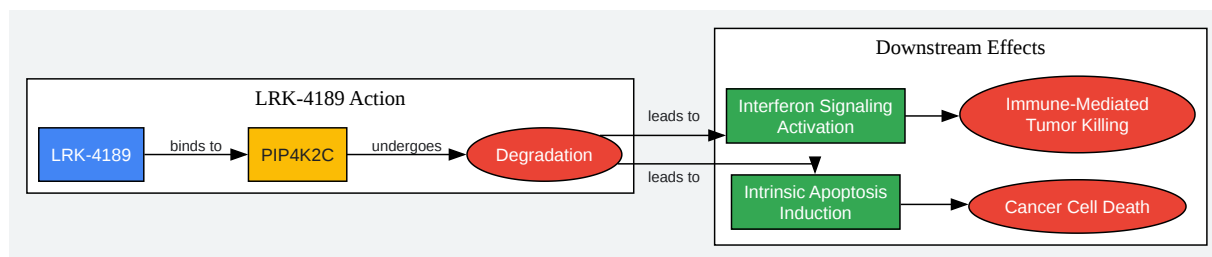 Downstream Effects
LRK-4189 Action
LRK-4189
binds to
PIP4K2C
undergoes
Degradation
leads to
leads to
Interferon Signaling
Activation
Immune-Mediated
Tumor Killing
Intrinsic Apoptosis
Induction
Cancer Cell Death